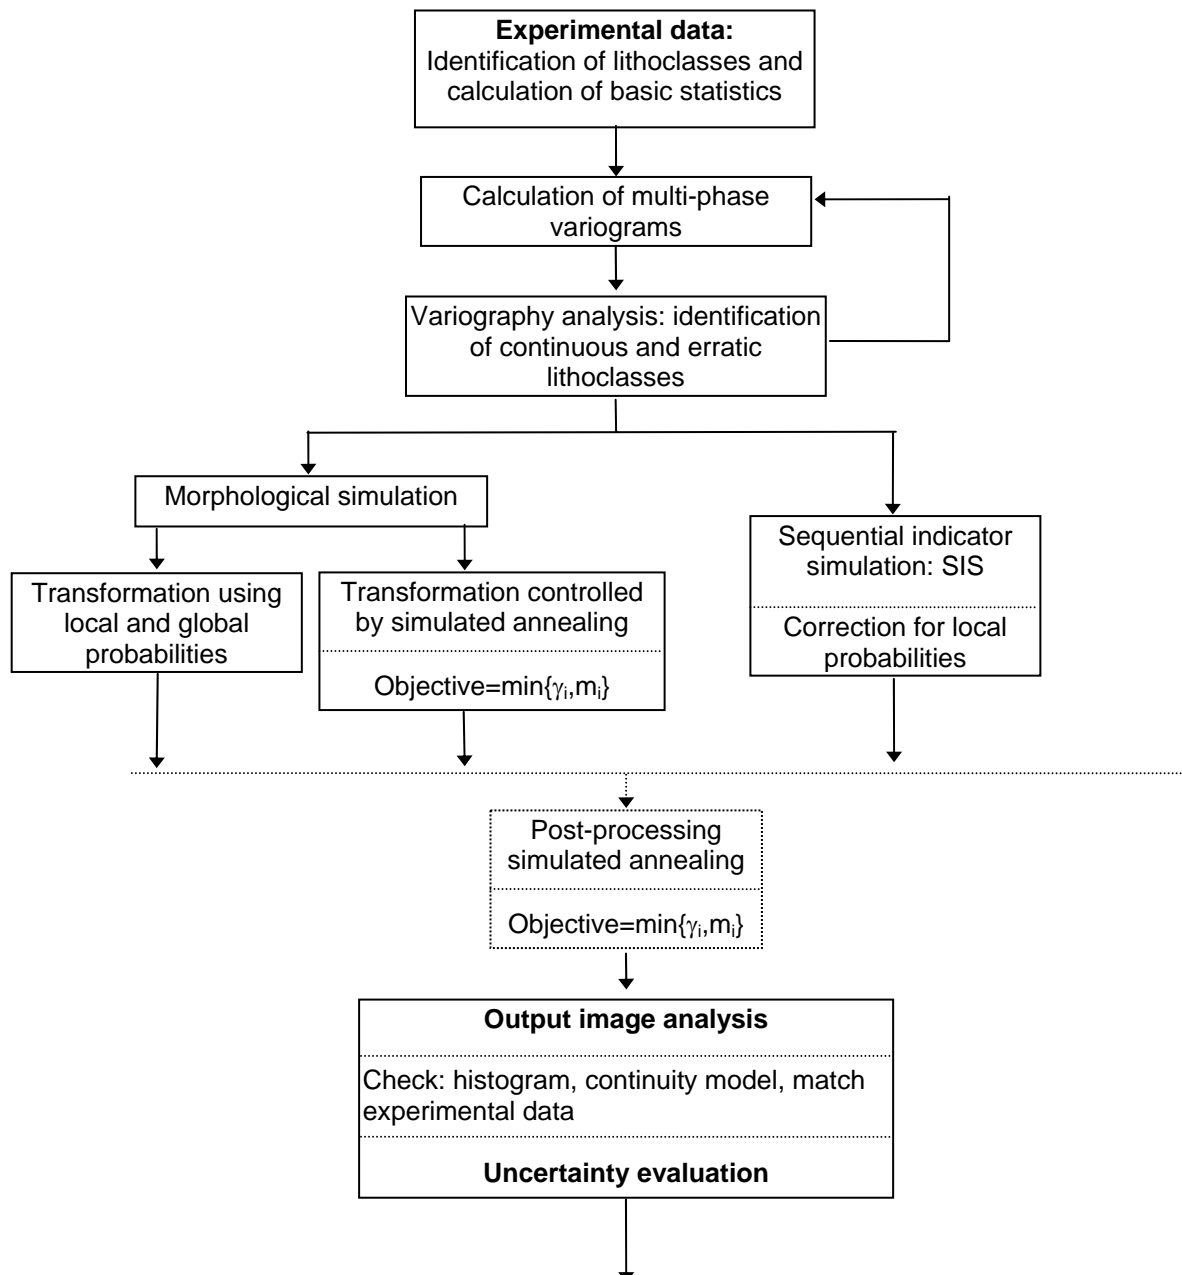 Experimental data:
Identification of lithoclasses and
calculation of basic statistics
Calculation of multi-phase
variograms
Variography analysis: identification
of continuous and erratic
lithoclasses
Morphological simulation
Transformation using
local and global
probabilities
Transformation controlled
by simulated annealing
Objective=min{γi,mi}
Sequential indicator
simulation: SIS
Correction for local
probabilities
Post-processing
simulated annealing
Objective=min{γi,mi}
Output image analysis
Check: histogram, continuity model, match
experimental data
Uncertainty evaluation